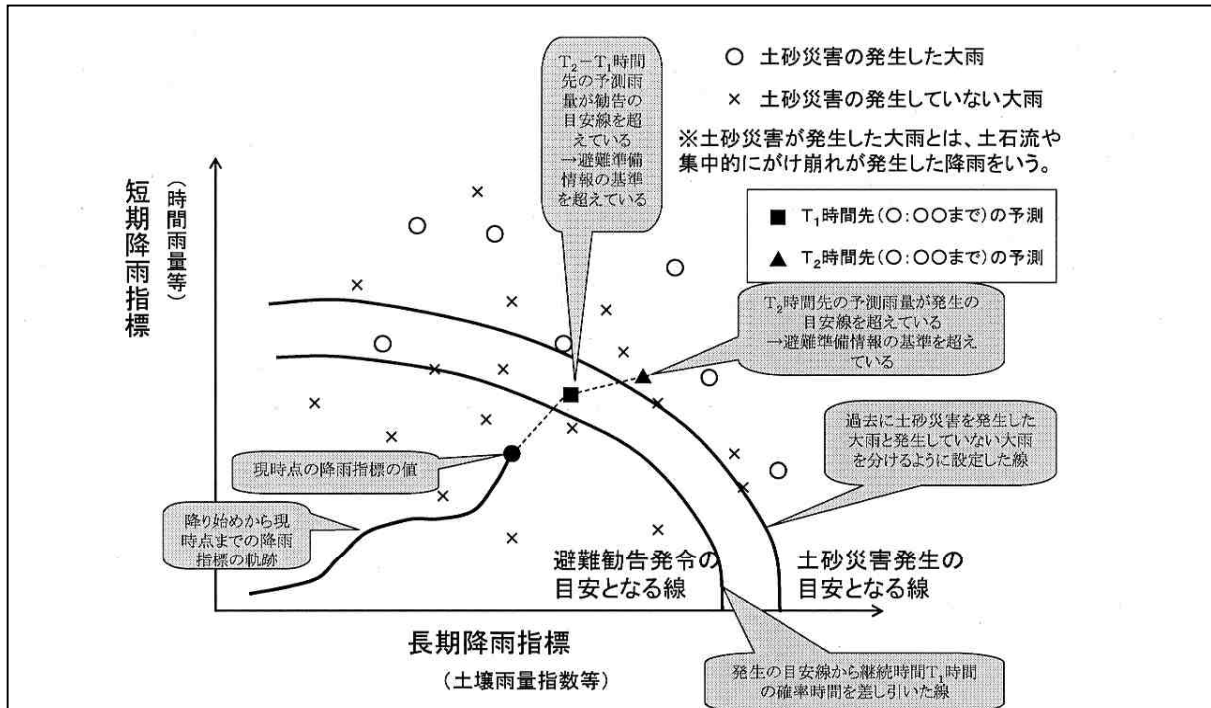 T₂−T₁時間
先の予測雨
量が勧告の
目安線を超
えている
→避難準備
情報の基準
を超えている
○ 土砂災害の発生した大雨
× 土砂災害の発生していない大雨
※土砂災害が発生した大雨とは、土石流や
集中的にがけ崩れが発生した降雨をいう。
■ T₁時間先(○:○○まで)の予測
▲ T₂時間先(○:○○まで)の予測
短期降雨指標
(時間雨量等)
T₂時間先の予測雨量が発生の
目安線を超えている
→避難準備情報の基準を超え
ている
過去に土砂災害を発生した
大雨と発生していない大雨
を分けるように設定した線
現時点の降雨指標の値
降り始めから現
時点までの降雨
指標の軌跡
避難勧告発令の
目安となる線
土砂災害発生の
目安となる線
長期降雨指標
(土壌雨量指数等)
発生の目安線から継続時間T₁時間
の確率時間を差し引いた線